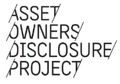 ASSET
OWNERS
DISCLOSURE
PROJECT